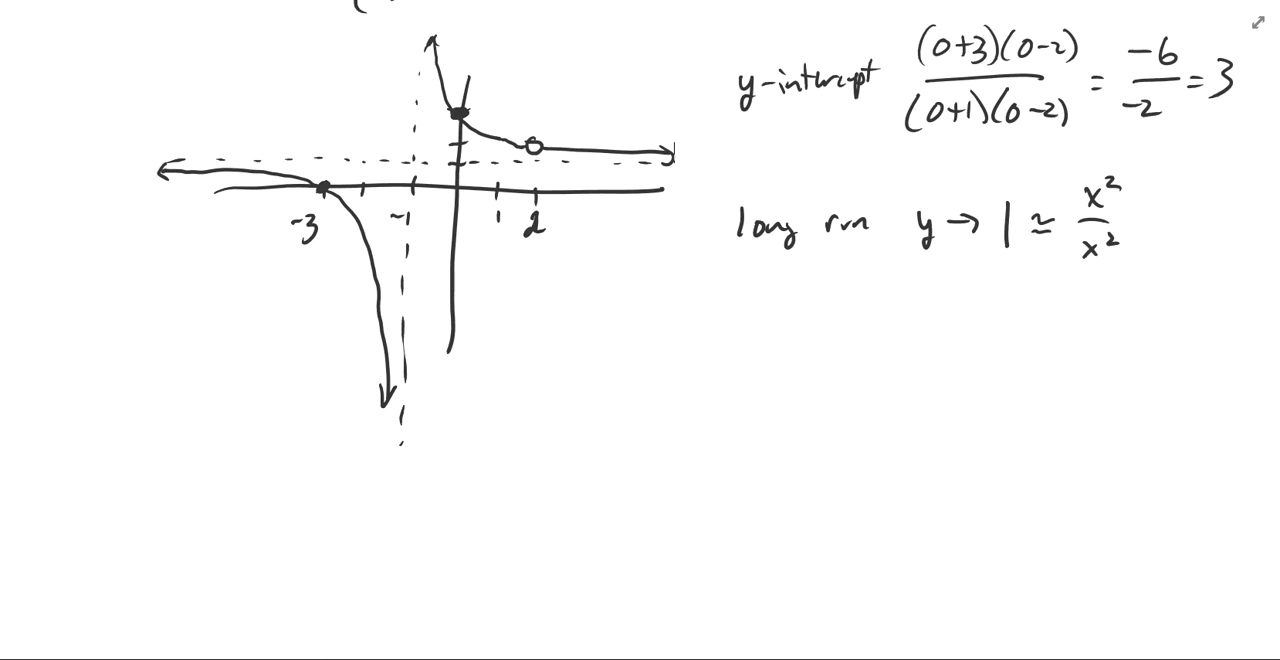 y-intercept (0+3)(0-2) / (0+1)(0-2) = -6 / -2 = 3
long run y → 1 ≈ x² / x²
-3 -1 1 2